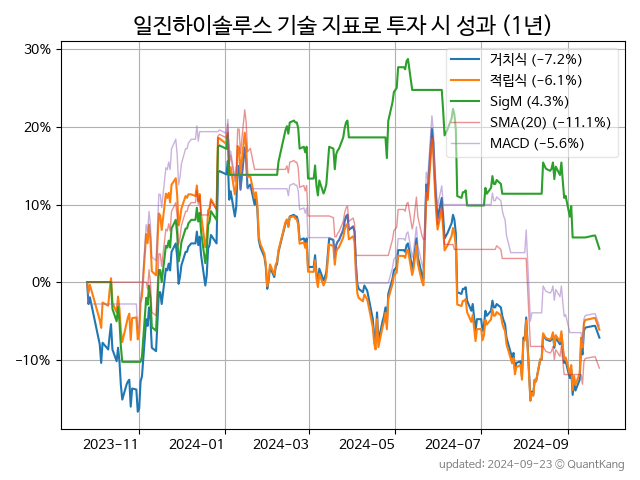 일진하이솔루스 기술 지표로 투자 시 성과 (1년)
30%
20%
10%
0%
−10%
거치식 (−7.2%)
적립식 (−6.1%)
SigM (4.3%)
SMA(20) (−11.1%)
MACD (−5.6%)
2023−11
2024−01
2024−03
2024−05
2024−07
2024−09
updated: 2024−09−23 @ QuantKang